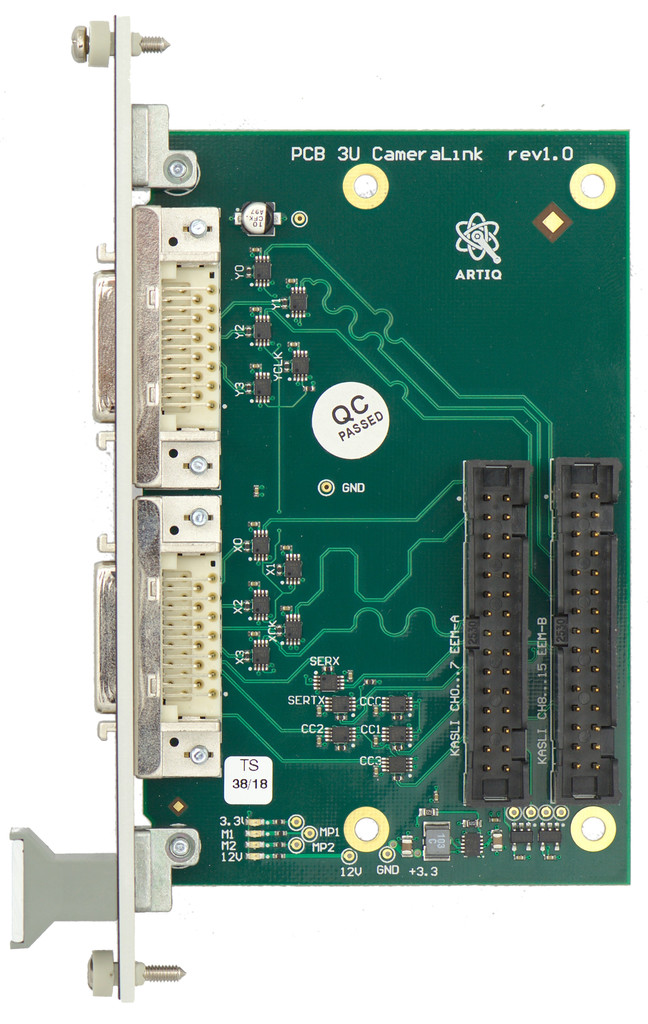 PCB 3U CameraLink rev1.0
ARTIQ
Y0
Y1
Y2
YCLK
Y3
QC
PASSED
GND
X0
X1
X2
XCK
X3
SERX
SERTX
CCC
CC2
CC1
CC3
KASLI CH0...7 EEM-A
KASLI CH8...15 EEM-B
TS
38/18
3.3V
M1
MP1
M2
MP2
12V
12V
GND
+3.3